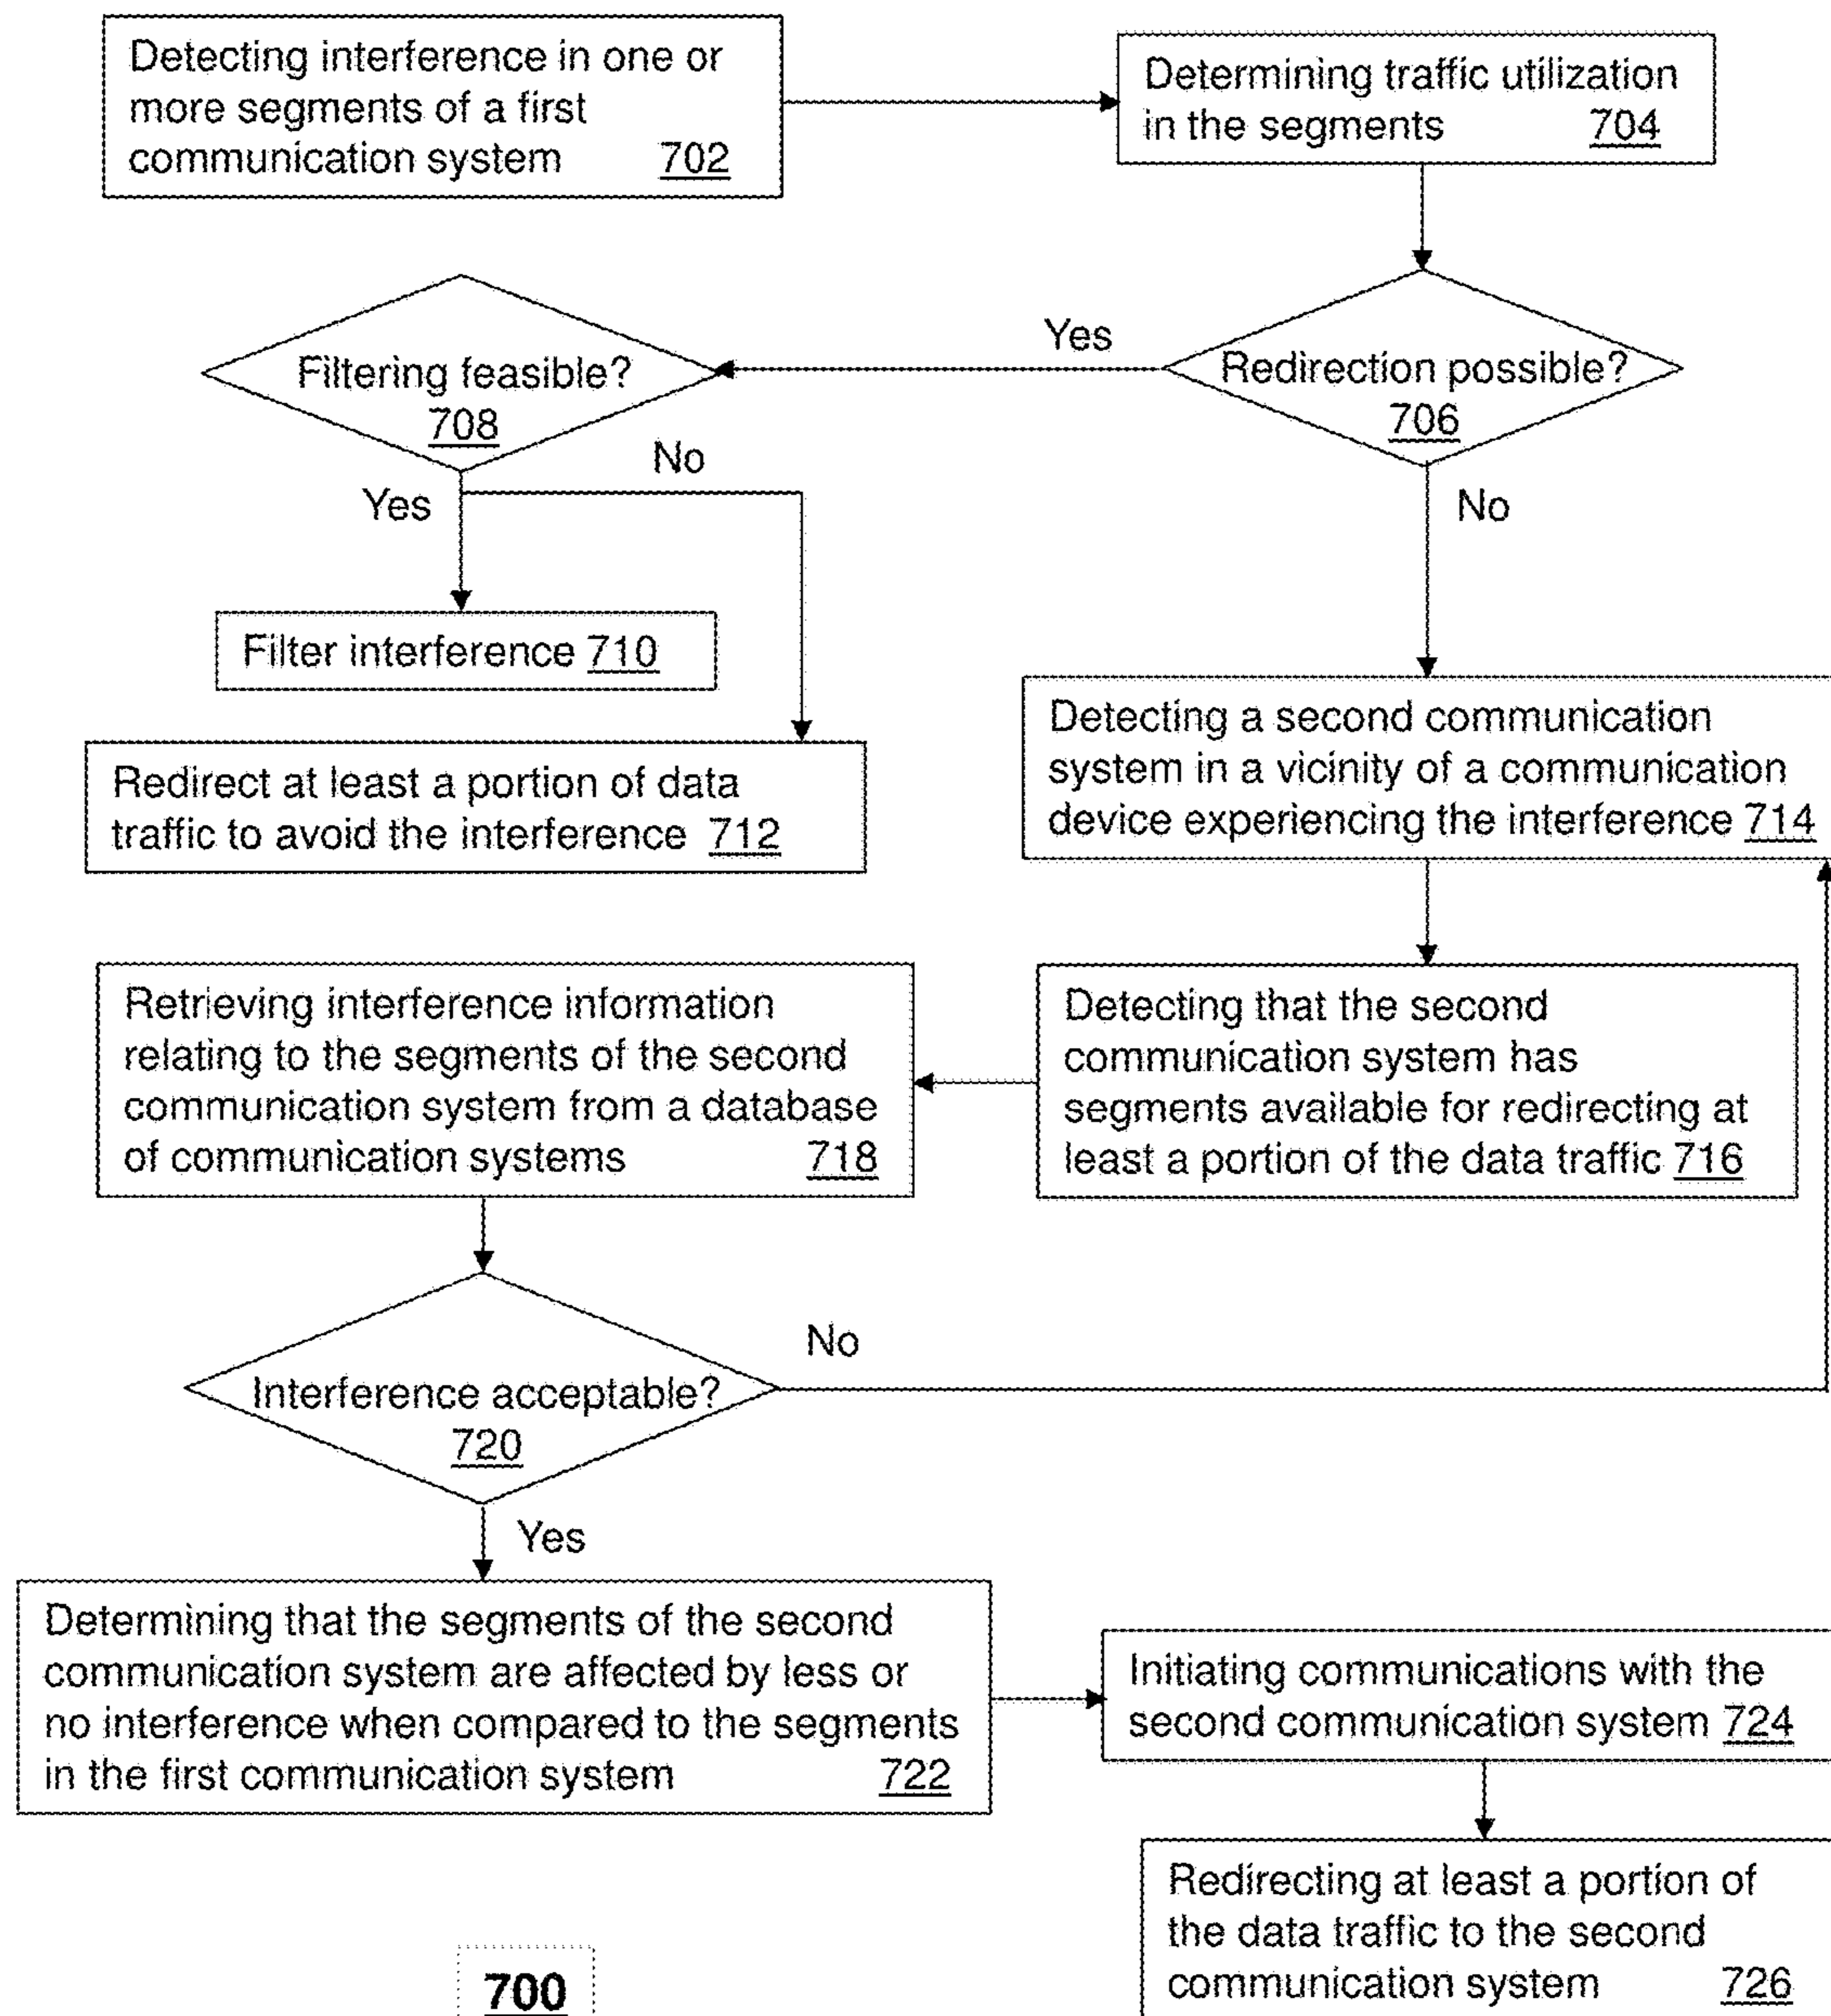 Detecting interference in one or
more segments of a first
communication system 702
Determining traffic utilization
in the segments 704
Redirection possible?
706
Yes
Filtering feasible?
708
No
Yes
No
Filter interference 710
Redirect at least a portion of data
traffic to avoid the interference 712
Detecting a second communication
system in a vicinity of a communication
device experiencing the interference 714
Detecting that the second
communication system has
segments available for redirecting at
least a portion of the data traffic 716
Retrieving interference information
relating to the segments of the second
communication system from a database
of communication systems 718
Interference acceptable?
720
No
Yes
Determining that the segments of the second
communication system are affected by less or
no interference when compared to the segments
in the first communication system 722
Initiating communications with the
second communication system 724
Redirecting at least a portion of
the data traffic to the second
communication system 726
700